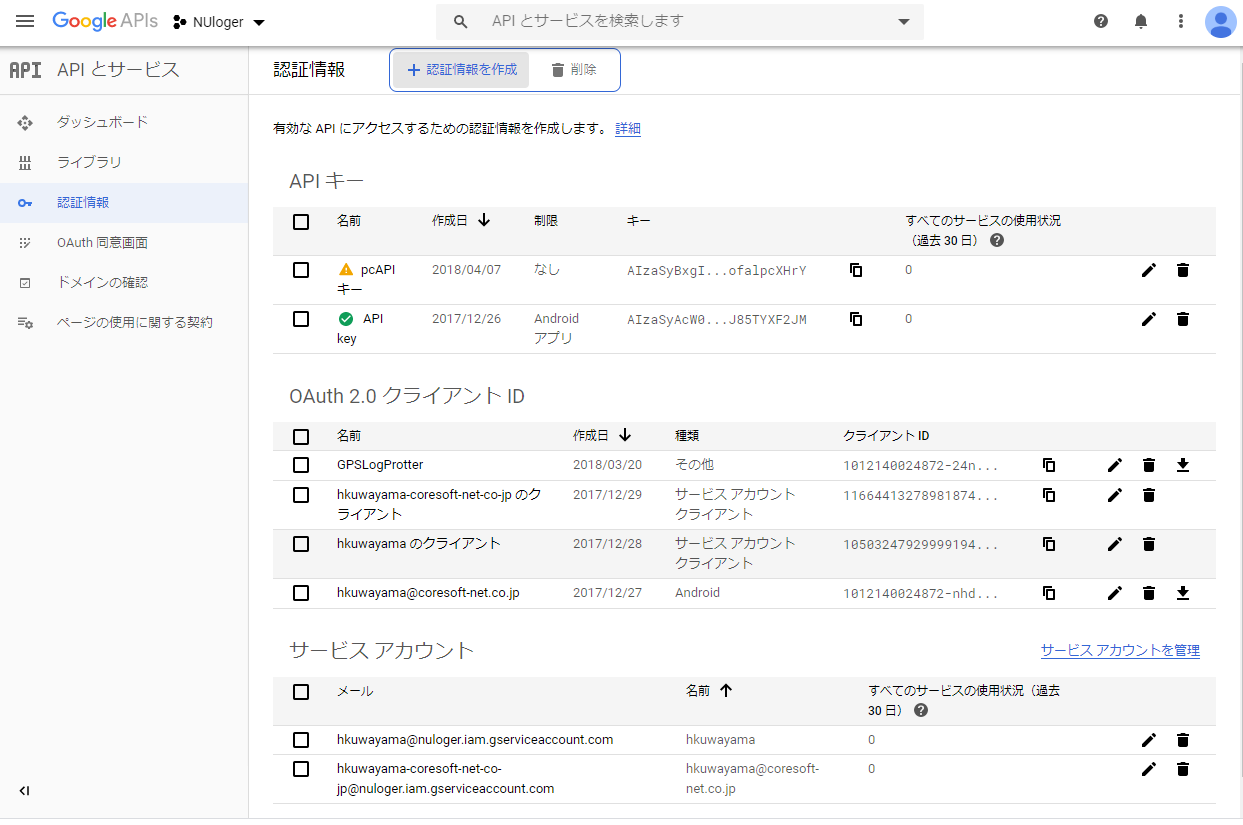 Google APIs NUloger API とサービスを検索します
API API とサービス 認証情報 + 認証情報を作成 削除
ダッシュボード
ライブラリ
認証情報
OAuth 同意画面
ドメインの確認
ページの使用に関する契約
有効な API にアクセスするための認証情報を作成します。 詳細
API キー
名前 作成日 制限 キー すべてのサービスの使用状況
（過去 30 日）
pcAPI 2018/04/07 なし AIzaSyBxgI...ofalpcXHrY 0
キー
API 2017/12/26 Android AIzaSyAcW0...J85TYXF2JM 0
key アプリ
OAuth 2.0 クライアント ID
名前 作成日 種類 クライアント ID
GPSLogProtter 2018/03/20 その他 1012140024872-24n...
hkuwayama-coresoft-net-co-jp のク 2017/12/29 サービス アカウント 11664413278981874...
ライアント クライアント
hkuwayama のクライアント 2017/12/28 サービス アカウント 10503247929999194...
クライアント
hkuwayama@coresoft-net.co.jp 2017/12/27 Android 1012140024872-nhd...
サービス アカウント サービス アカウントを管理
メール 名前 すべてのサービスの使用状況（過去
30 日）
hkuwayama@nuloger.iam.gserviceaccount.com hkuwayama 0
hkuwayama-coresoft-net-co- hkuwayama@coresoft- 0
jp@nuloger.iam.gserviceaccount.com net.co.jp